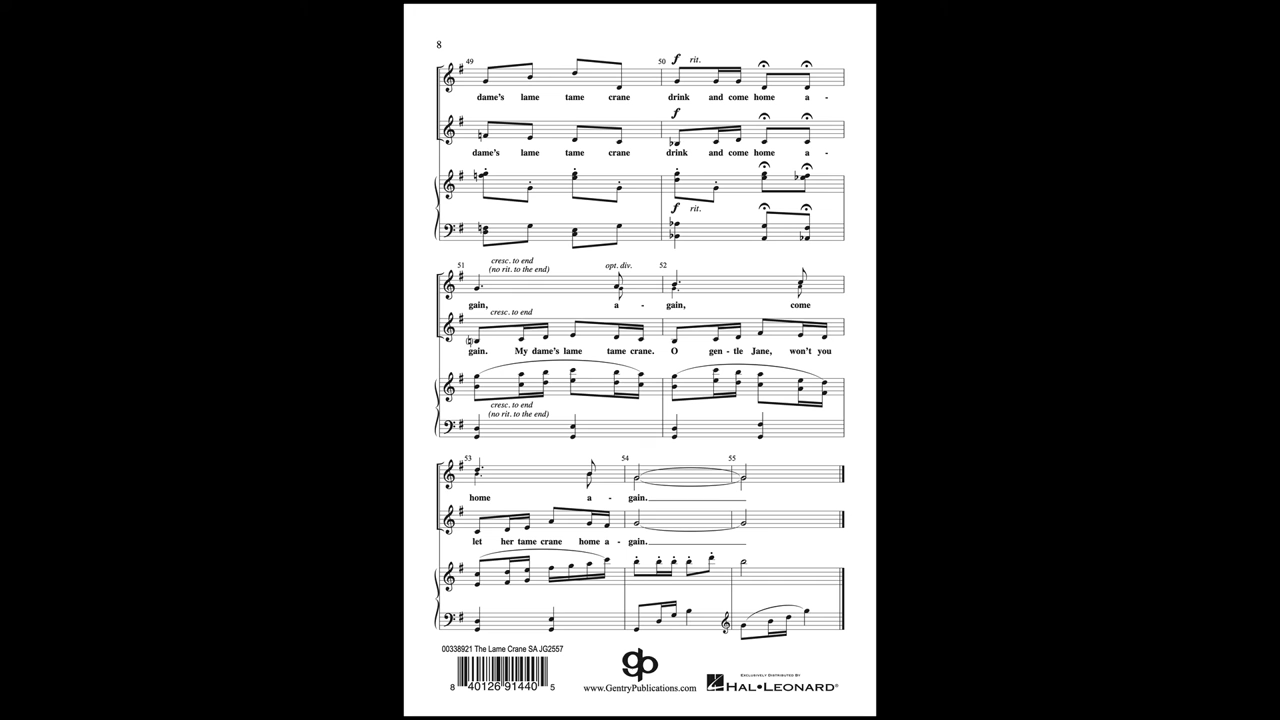 8
49
50
f rit.
dame's lame tame crane drink and come home a -
f
dame's lame tame crane drink and come home a -
f rit.
51
cresc. to end
(no rit. to the end)
opt. div.
52
gain, a - gain, come
cresc. to end
gain. My dame's lame tame crane. O gen - tle Jane, won't you
cresc. to end
(no rit. to the end)
53
54
55
home a - gain.
let her tame crane home a - gain.
00338921 The Lame Crane SA JG2557
8 40126 91440 5
gp
www.GentryPublications.com
EXCLUSIVELY DISTRIBUTED BY
HAL•LEONARD®